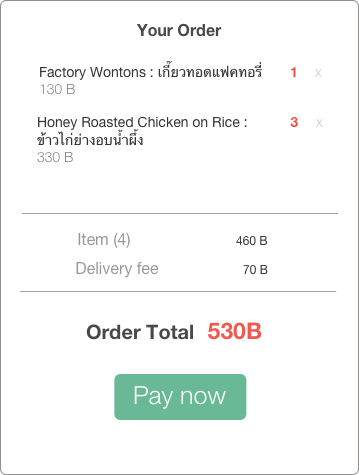 Your Order
Factory Wontons : เกี๊ยวทอดแฟคทอรี่ 1 x
130 B
Honey Roasted Chicken on Rice : 3 x
ข้าวไก่ย่างอบน้ำผึ้ง
330 B
Item (4) 460 B
Delivery fee 70 B
Order Total 530B
Pay now